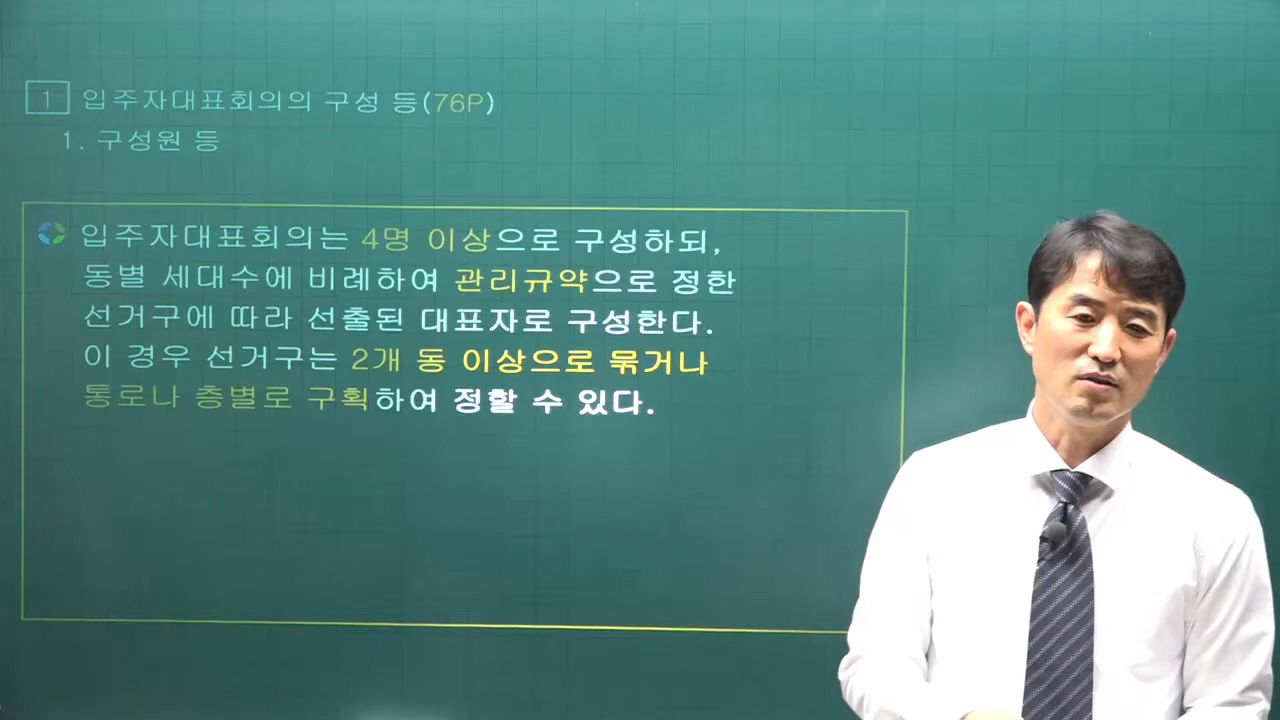 1 입주자대표회의의 구성 등(76P)
1. 구성원 등
입주자대표회의는 4명 이상으로 구성하되,
동별 세대수에 비례하여 관리규약으로 정한
선거구에 따라 선출된 대표자로 구성한다.
이 경우 선거구는 2개 동 이상으로 묶거나
통로나 층별로 구획하여 정할 수 있다.